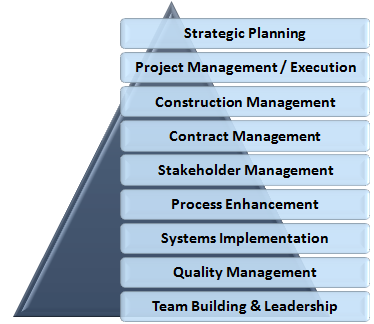 Strategic Planning
Project Management / Execution
Construction Management
Contract Management
Stakeholder Management
Process Enhancement
Systems Implementation
Quality Management
Team Building & Leadership